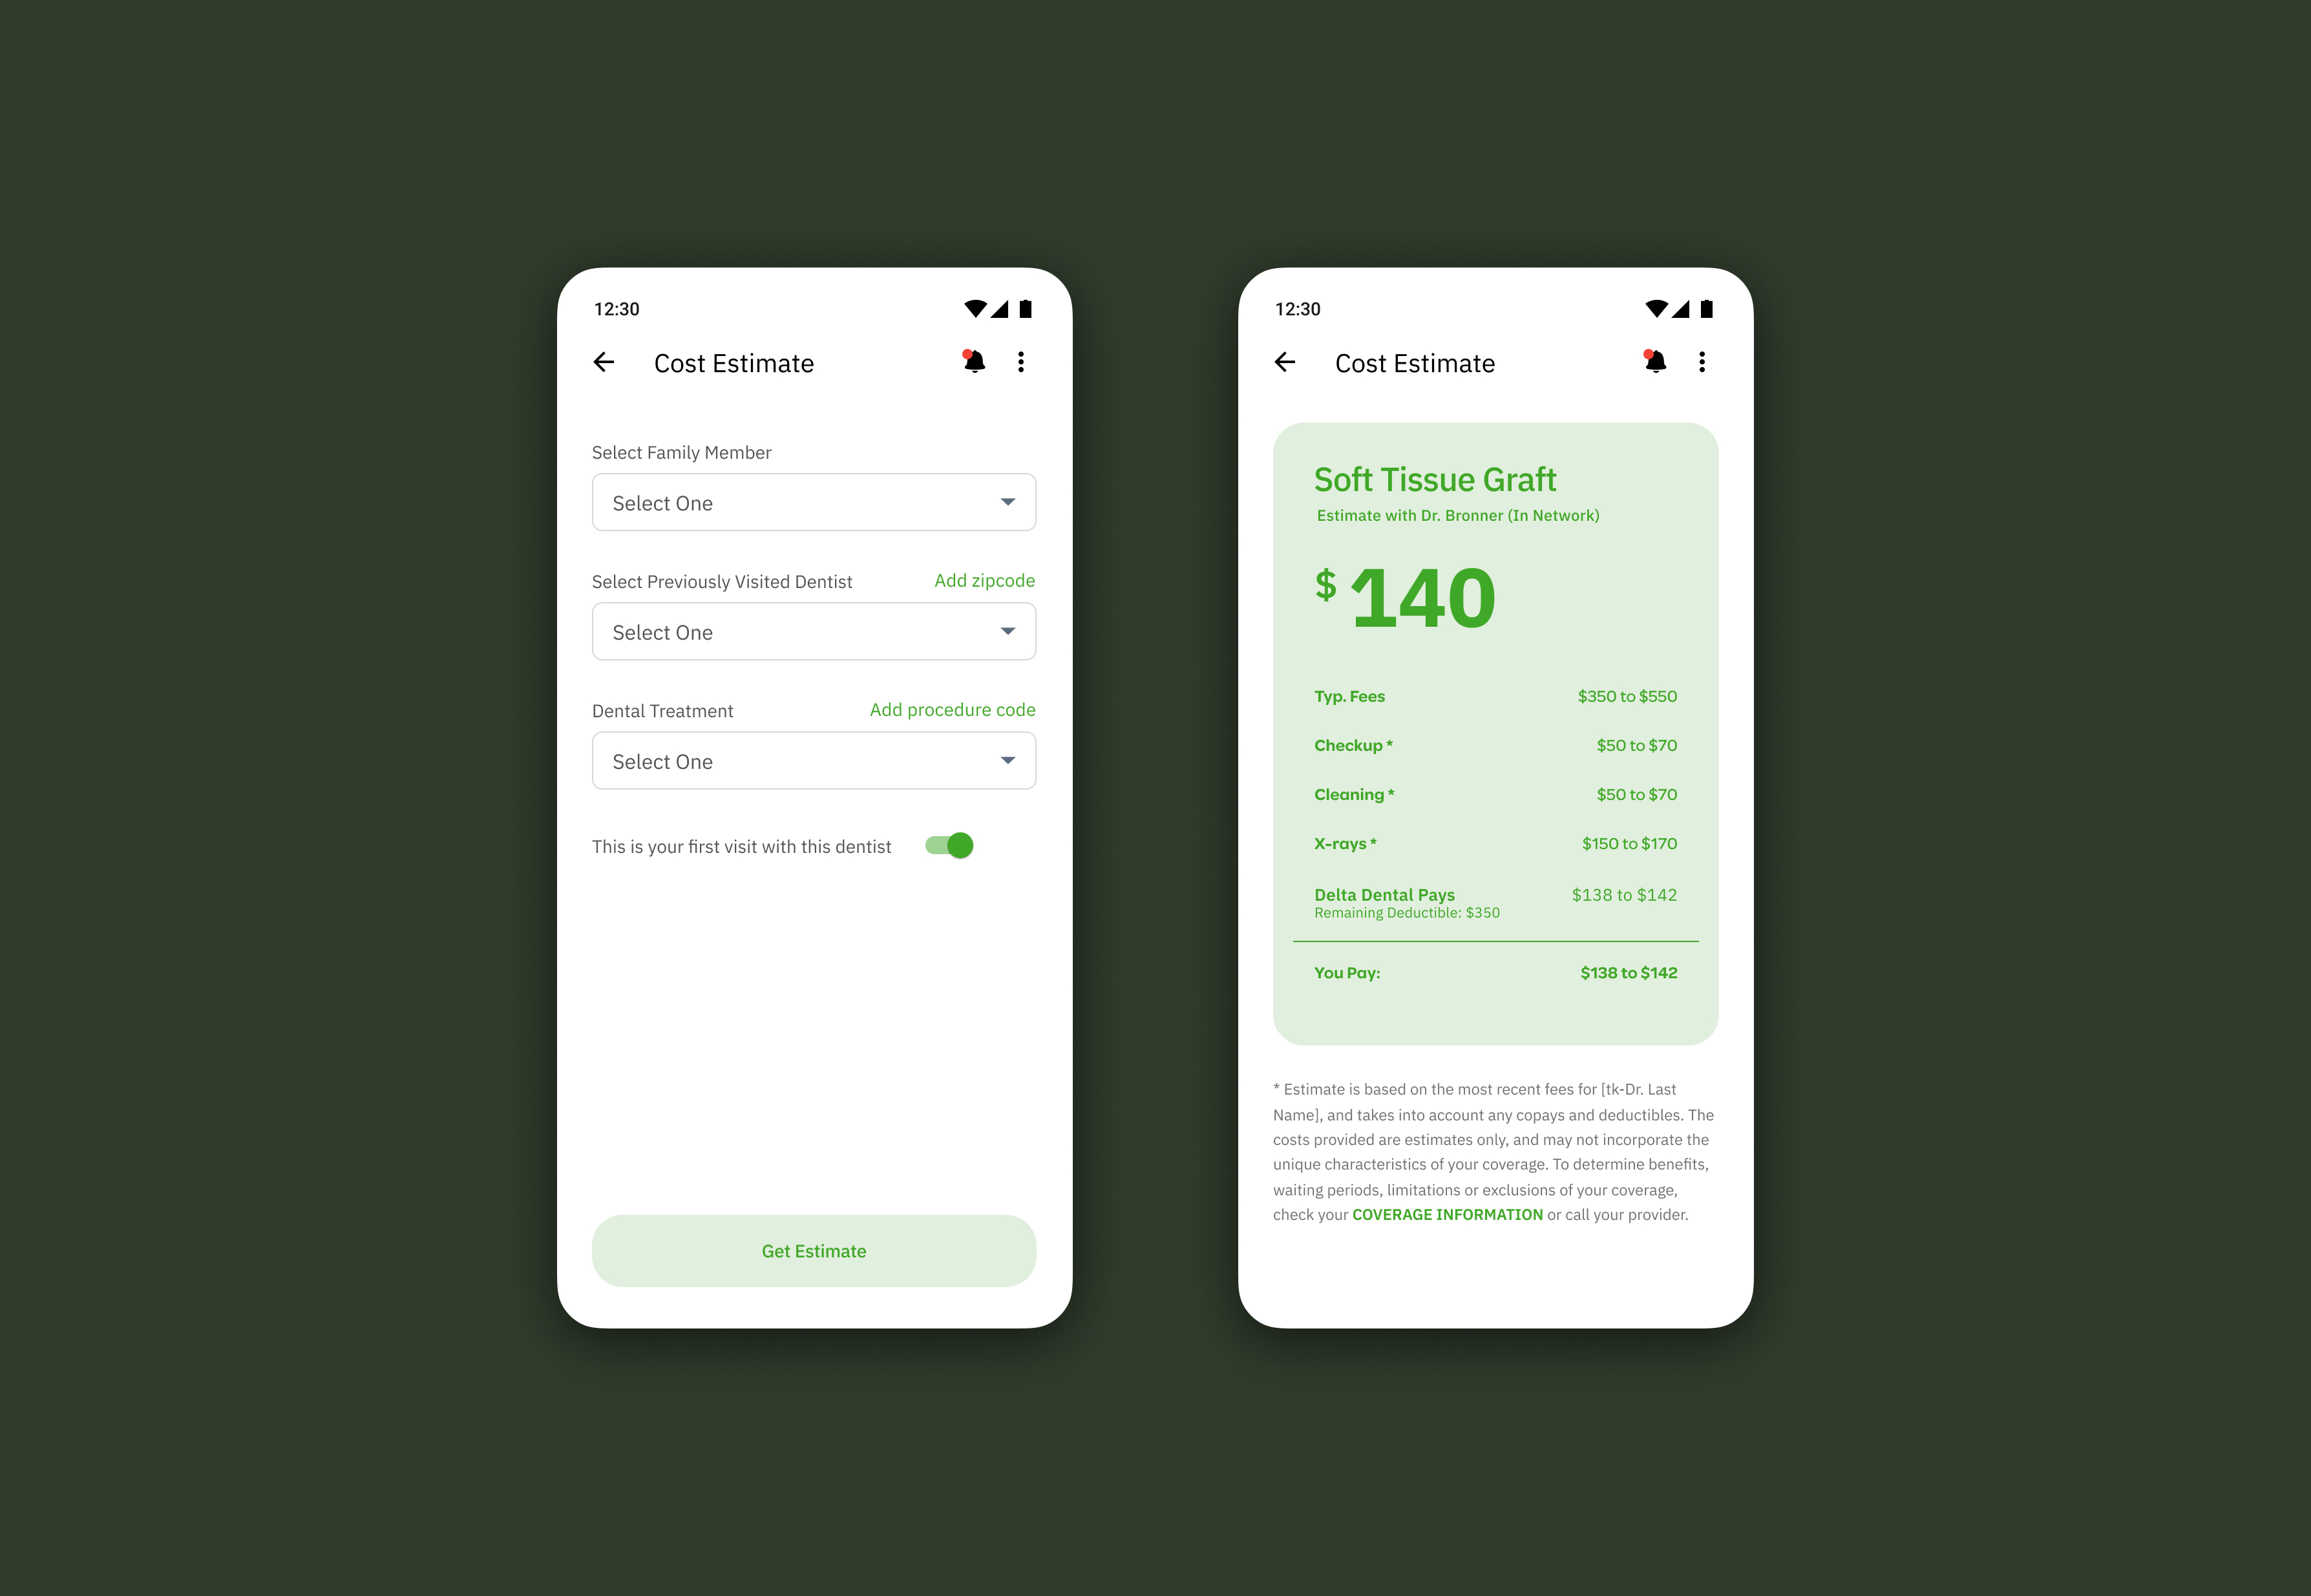 12:30
Cost Estimate
Select Family Member
Select One
Select Previously Visited Dentist Add zipcode
Select One
Dental Treatment Add procedure code
Select One
This is your first visit with this dentist
Get Estimate
12:30
Cost Estimate
Soft Tissue Graft
Estimate with Dr. Bronner (In Network)
$ 140
Typ. Fees $350 to $550
Checkup * $50 to $70
Cleaning * $50 to $70
X-rays * $150 to $170
Delta Dental Pays $138 to $142
Remaining Deductible: $350
You Pay: $138 to $142
* Estimate is based on the most recent fees for [tk-Dr. Last
Name], and takes into account any copays and deductibles. The
costs provided are estimates only, and may not incorporate the
unique characteristics of your coverage. To determine benefits,
waiting periods, limitations or exclusions of your coverage,
check your COVERAGE INFORMATION or call your provider.